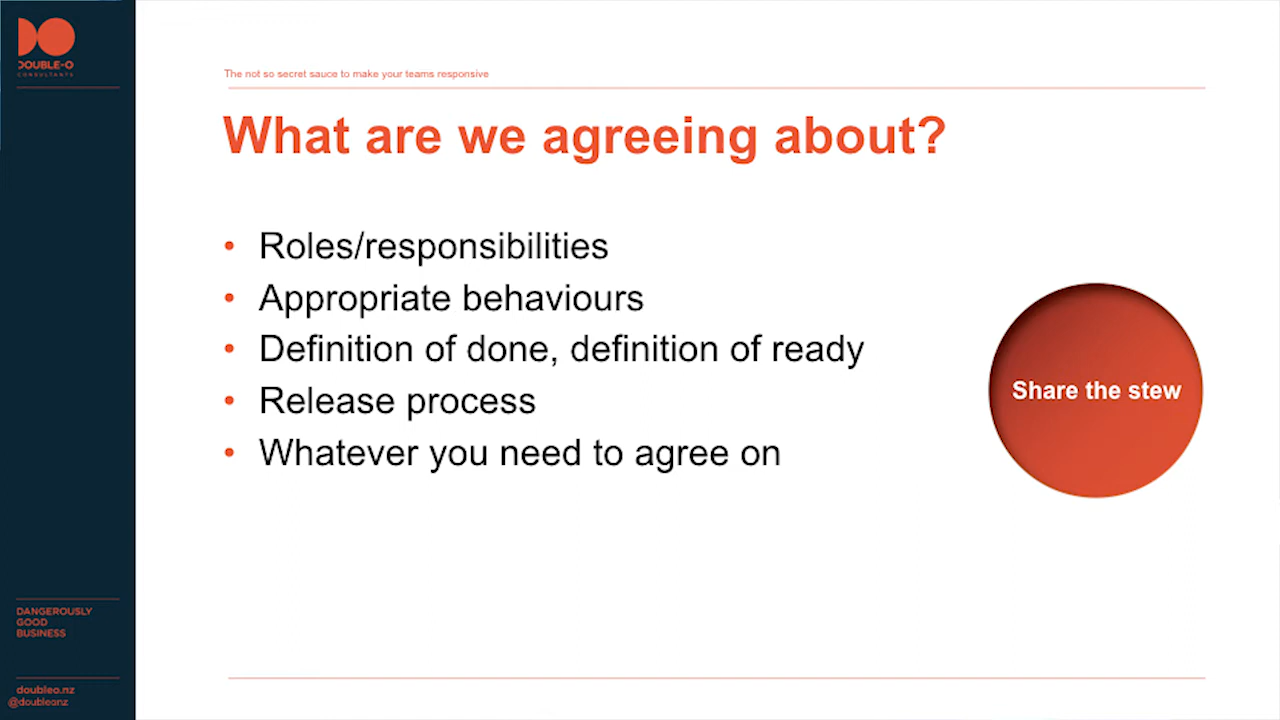 DOUBLE-O
CONSULTANTS
The not so secret sauce to make your teams responsive
What are we agreeing about?
• Roles/responsibilities
• Appropriate behaviours
• Definition of done, definition of ready
• Release process
• Whatever you need to agree on
Share the stew
DANGEROUSLY
GOOD
BUSINESS
doubleo.nz
@doubleonz